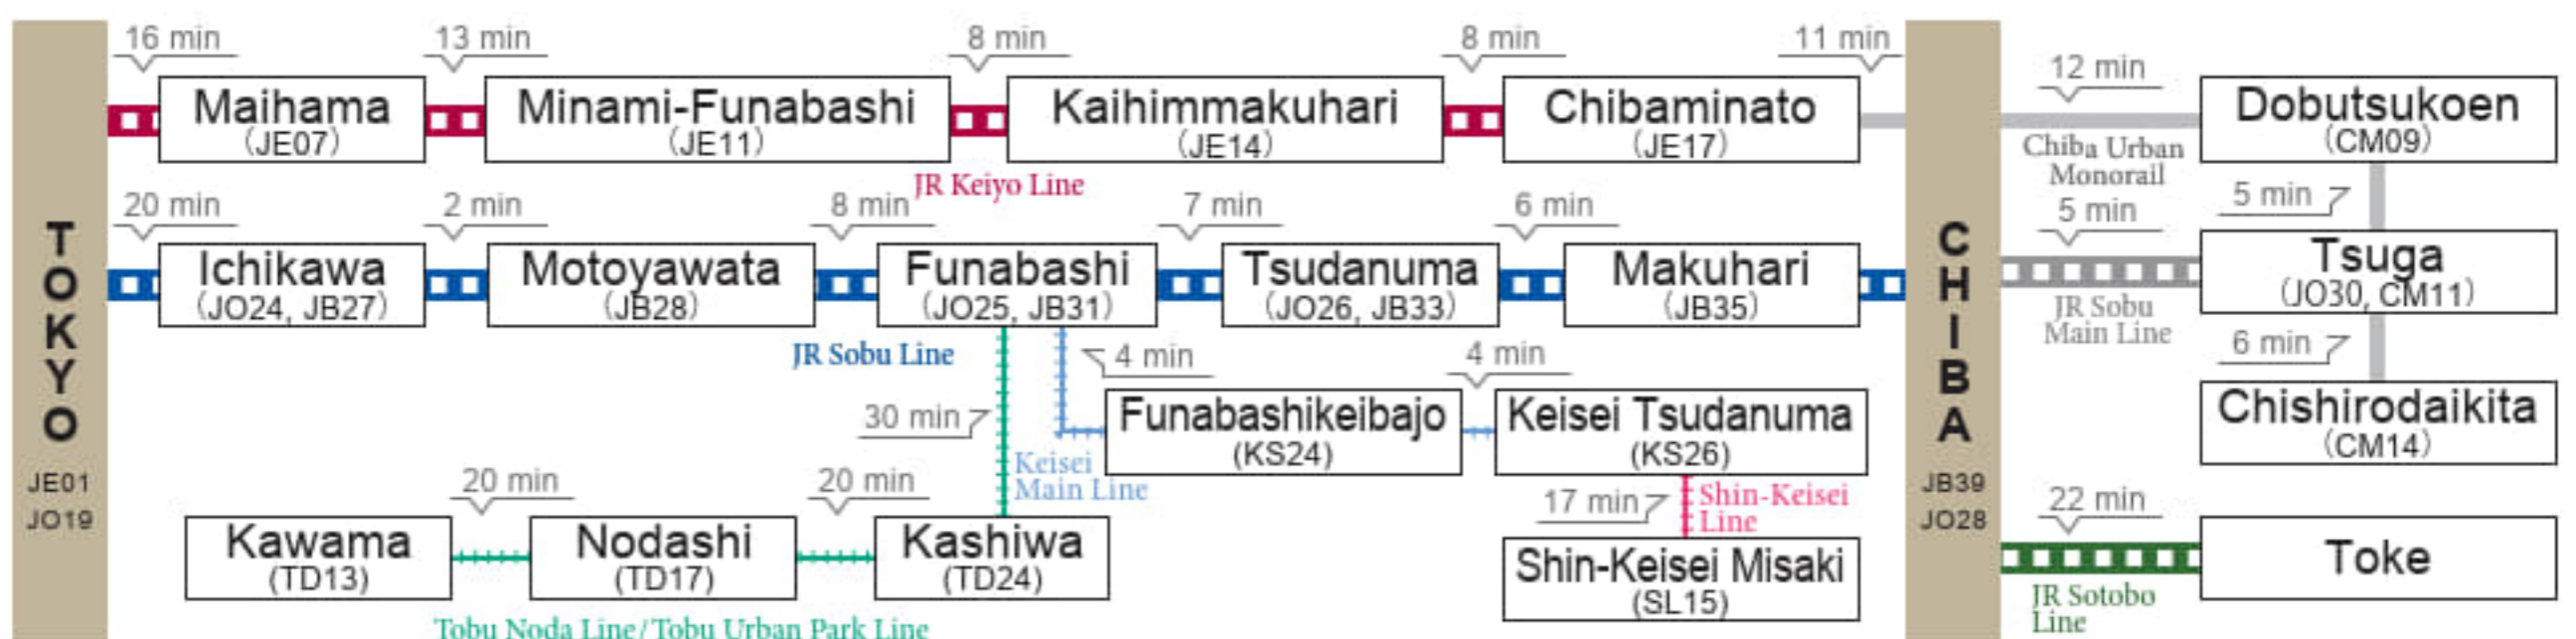 16 min
13 min
8 min
8 min
11 min
12 min
Maihama
(JE07)
Minami-Funabashi
(JE11)
Kaihimmakuhari
(JE14)
Chibaminato
(JE17)
Dobutsukoen
(CM09)
JR Keiyo Line
Chiba Urban
Monorail
20 min
2 min
8 min
7 min
6 min
5 min
5 min
TOKYO
JE01
JO19
Ichikawa
(JO24, JB27)
Motoyawata
(JB28)
Funabashi
(JO25, JB31)
Tsudanuma
(JO26, JB33)
Makuhari
(JB35)
CHIBA
JB39
JO28
Tsuga
(JO30, CM11)
JR Sobu
Main Line
JR Sobu Line
4 min
4 min
6 min
30 min
Funabashikeibajo
(KS24)
Keisei Tsudanuma
(KS26)
Chishirodaikita
(CM14)
Keisei
Main Line
20 min
20 min
17 min
Shin-Keisei
Line
22 min
Kawama
(TD13)
Nodashi
(TD17)
Kashiwa
(TD24)
Shin-Keisei Misaki
(SL15)
Toke
JR Sotobo
Line
Tobu Noda Line/Tobu Urban Park Line